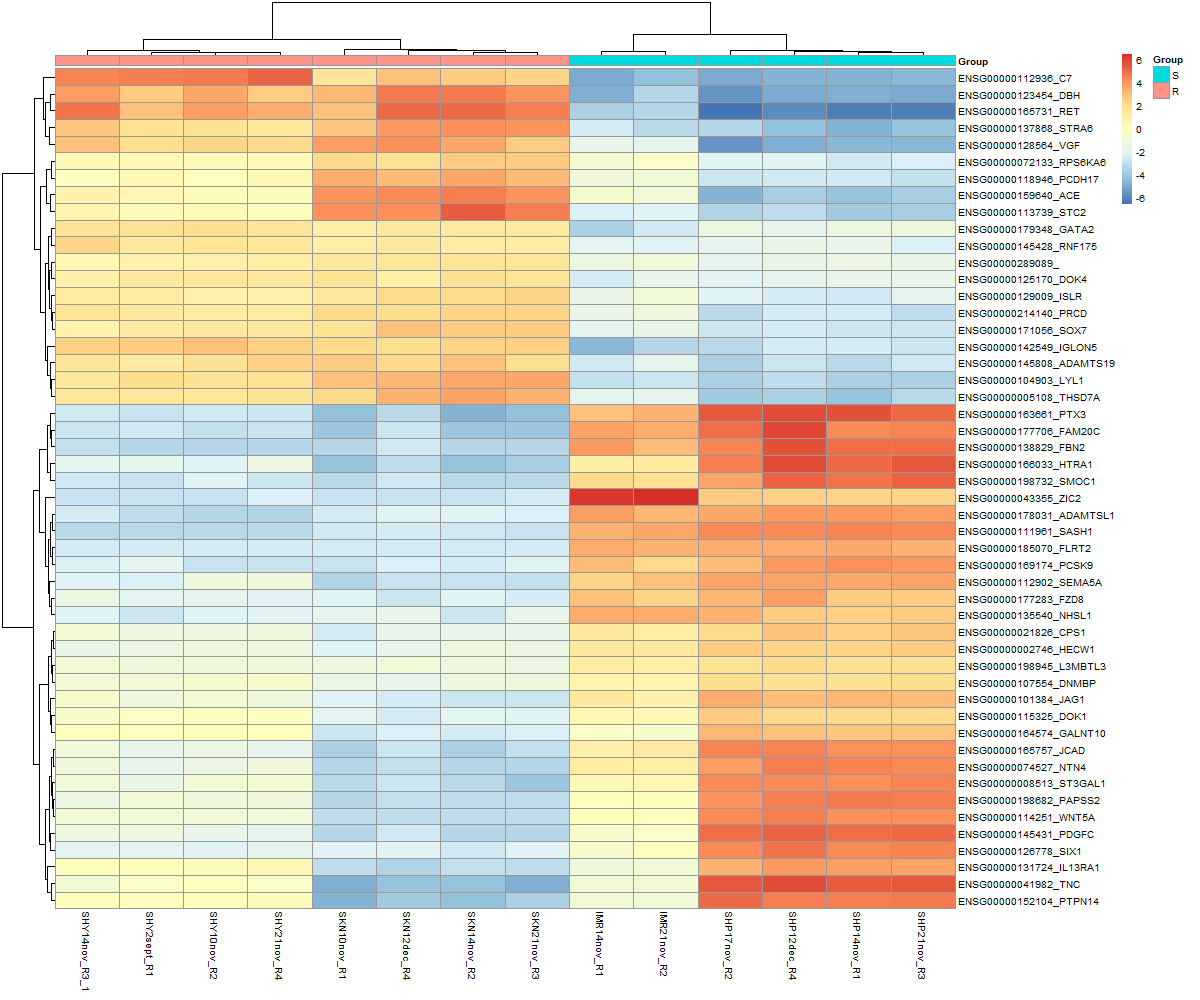 Group
ENSG00000112936_C7
ENSG00000123454_DBH
ENSG00000165731_RET
ENSG00000137868_STRA6
ENSG00000128564_VGF
ENSG00000072133_RPS6KA6
ENSG00000118946_PCDH17
ENSG00000159640_ACE
ENSG00000113739_STC2
ENSG00000179348_GATA2
ENSG00000145428_RNF175
ENSG00000289089_
ENSG00000125170_DOK4
ENSG00000129009_ISLR
ENSG00000214140_PRCD
ENSG00000171056_SOX7
ENSG00000142549_IGLON5
ENSG00000145808_ADAMTS19
ENSG00000104903_LYL1
ENSG00000005108_THSD7A
ENSG00000163661_PTX3
ENSG00000177706_FAM20C
ENSG00000138829_FBN2
ENSG00000166033_HTRA1
ENSG00000198732_SMOC1
ENSG00000043355_ZIC2
ENSG00000178031_ADAMTSL1
ENSG00000111961_SASH1
ENSG00000185070_FLRT2
ENSG00000169174_PCSK9
ENSG00000112902_SEMA5A
ENSG00000177283_FZD8
ENSG00000135540_NHSL1
ENSG00000021826_CPS1
ENSG00000002746_HECW1
ENSG00000198945_L3MBTL3
ENSG00000107554_DNMBP
ENSG00000101384_JAG1
ENSG00000115325_DOK1
ENSG00000164574_GALNT10
ENSG00000165757_JCAD
ENSG00000074527_NTN4
ENSG00000008513_ST3GAL1
ENSG00000198682_PAPSS2
ENSG00000114251_WNT5A
ENSG00000145431_PDGFC
ENSG00000126778_SIX1
ENSG00000131724_IL13RA1
ENSG00000041982_TNC
ENSG00000152104_PTPN14
SHY14nov_R3_1
SHY2sept_R1
SHY10nov_R2
SHY21nov_R4
SKN10nov_R1
SKN12dec_R4
SKN14nov_R2
SKN21nov_R3
IMR14nov_R1
IMR21nov_R2
SHP17nov_R2
SHP12dec_R4
SHP14nov_R1
SHP21nov_R3
6
4
2
0
-2
-4
-6
Group
S
R